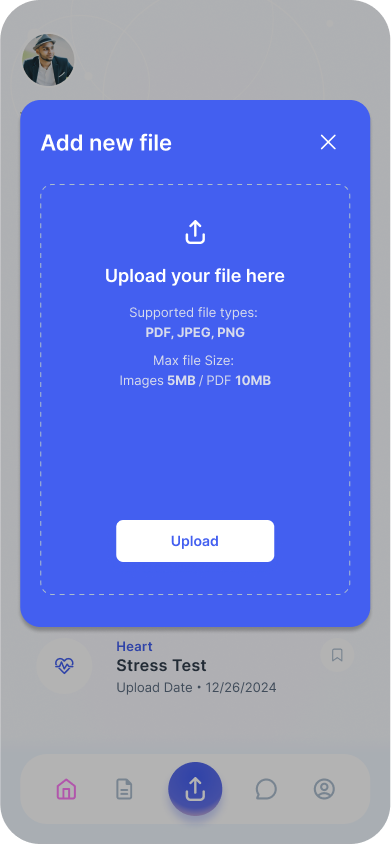 Add new file
Upload your file here
Supported file types:
PDF, JPEG, PNG
Max file Size:
Images 5MB / PDF 10MB
Upload
Heart
Stress Test
Upload Date • 12/26/2024